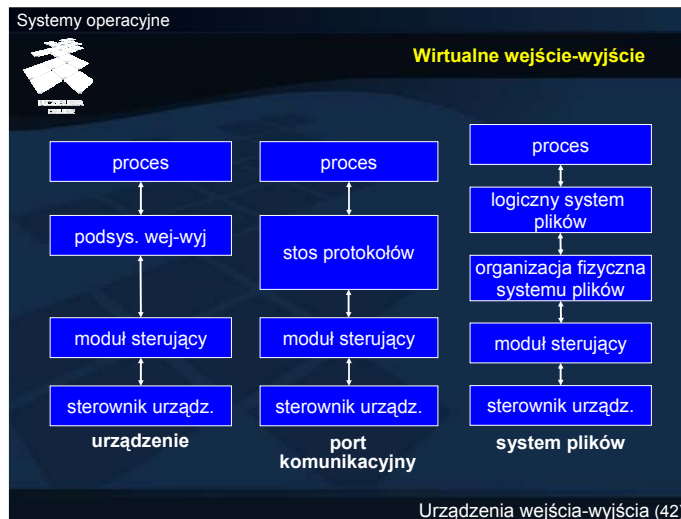 Systemy operacyjne
Wirtualne wejście-wyjście
proces
podsys. wej-wyj
moduł sterujący
sterownik urządz.
urządzenie
proces
stos protokołów
moduł sterujący
sterownik urządz.
port
komunikacyjny
proces
logiczny system
plików
organizacja fizyczna
systemu plików
moduł sterujący
sterownik urządz.
system plików
Urządzenia wejścia-wyjścia (42